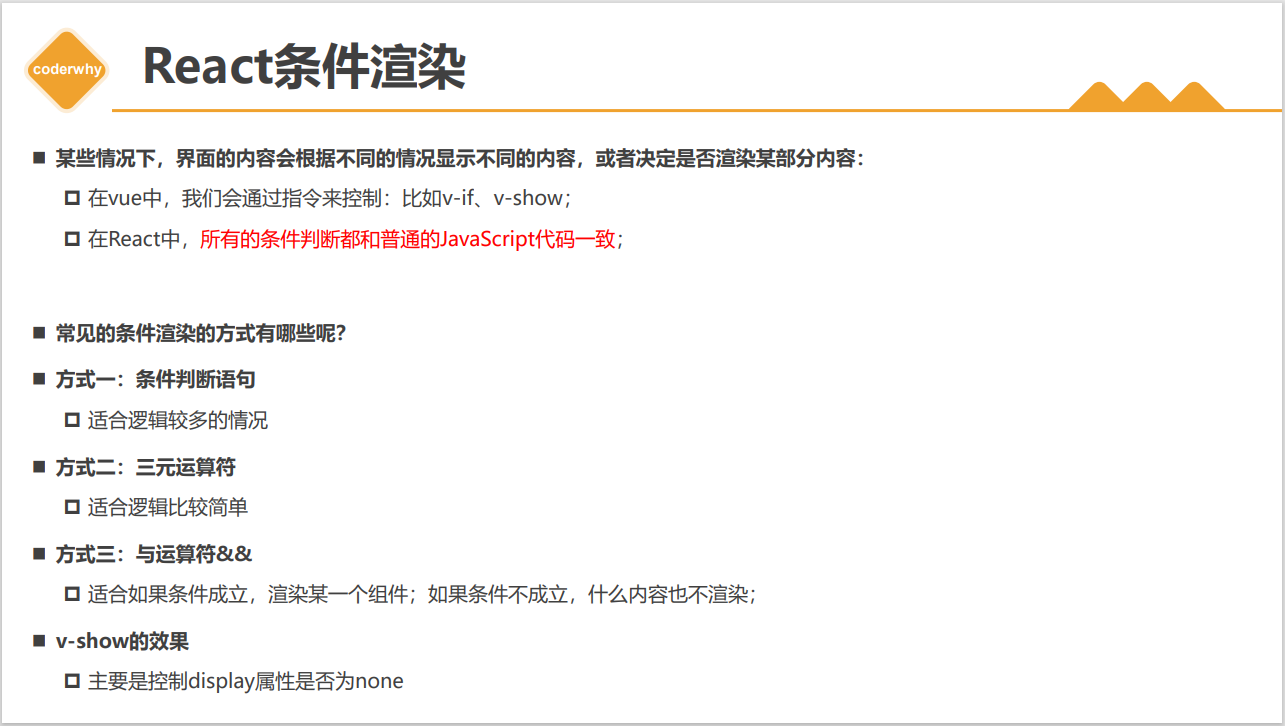 coderwhy
React条件渲染
某些情况下，界面的内容会根据不同的情况显示不同的内容，或者决定是否渲染某部分内容：
在vue中，我们会通过指令来控制：比如v-if、v-show；
在React中，所有的条件判断都和普通的JavaScript代码一致；
常见的条件渲染的方式有哪些呢？
方式一：条件判断语句
适合逻辑较多的情况
方式二：三元运算符
适合逻辑比较简单
方式三：与运算符&&
适合如果条件成立，渲染某一个组件；如果条件不成立，什么内容也不渲染；
v-show的效果
主要是控制display属性是否为none